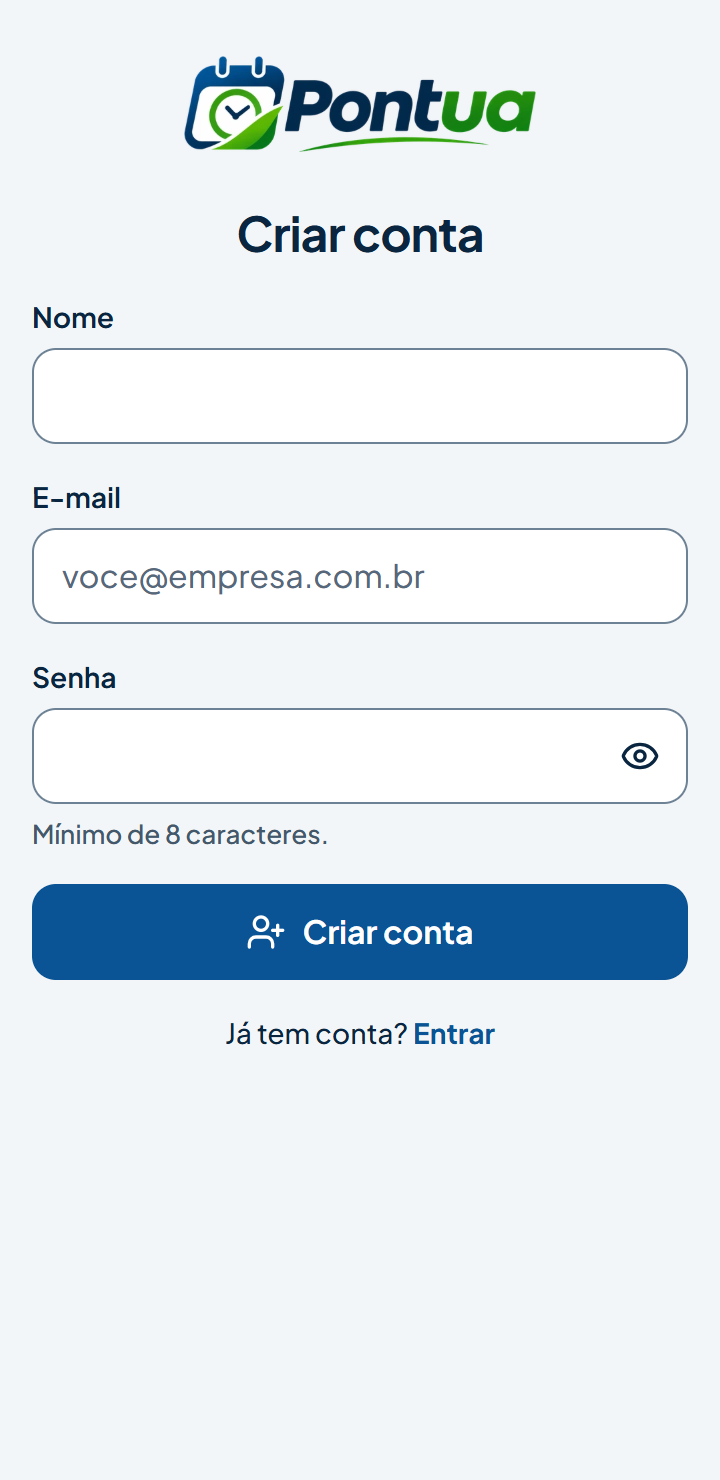 Pontua
Criar conta
Nome
E-mail
voce@empresa.com.br
Senha
Mínimo de 8 caracteres.
Criar conta
Já tem conta? Entrar